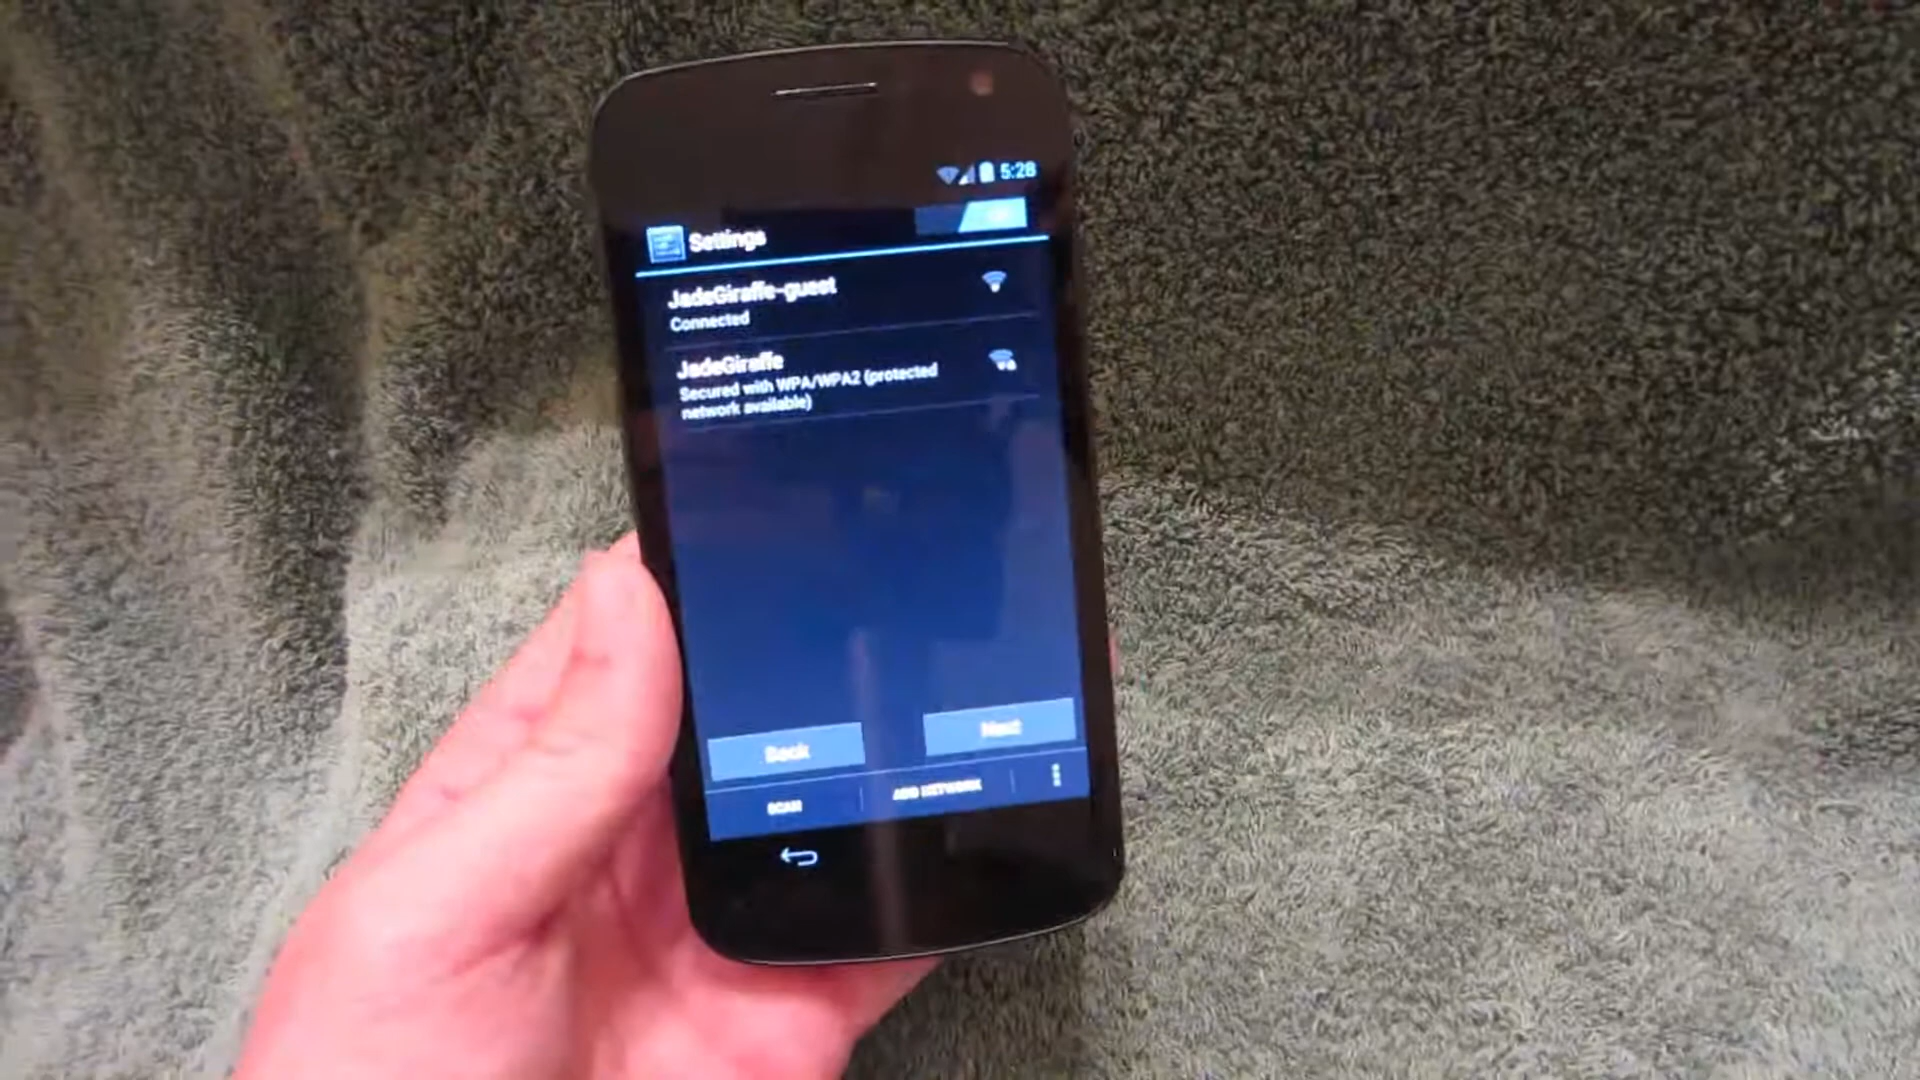 5:28
Settings
JadeGiraffe-guest
Connected
JadeGiraffe
Secured with WPA/WPA2 (protected
network available)
Back
Next
SCAN
ADD NETWORK